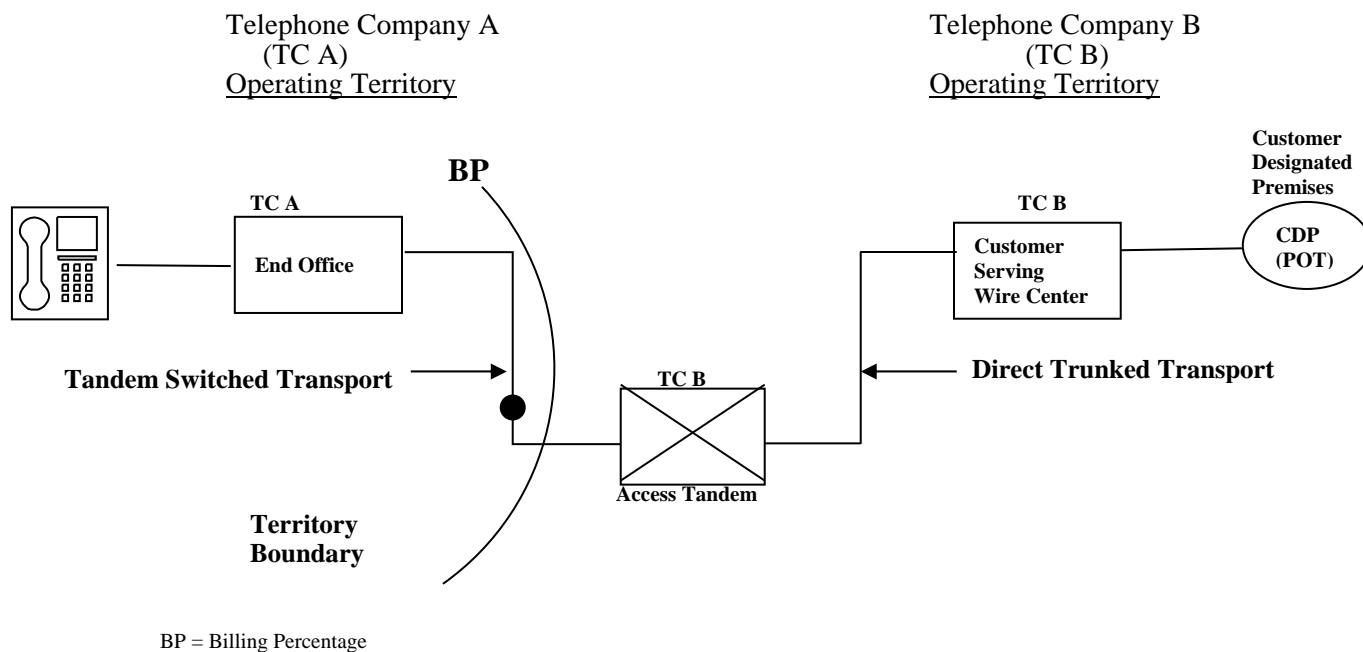 Telephone Company A
(TC A)
Operating Territory
Telephone Company B
(TC B)
Operating Territory
Customer
Designated
Premises
BP
TC A
End Office
TC B
Customer
Serving
Wire Center
CDP
(POT)
Tandem Switched Transport
TC B
Direct Trunked Transport
Access Tandem
Territory
Boundary
BP = Billing Percentage